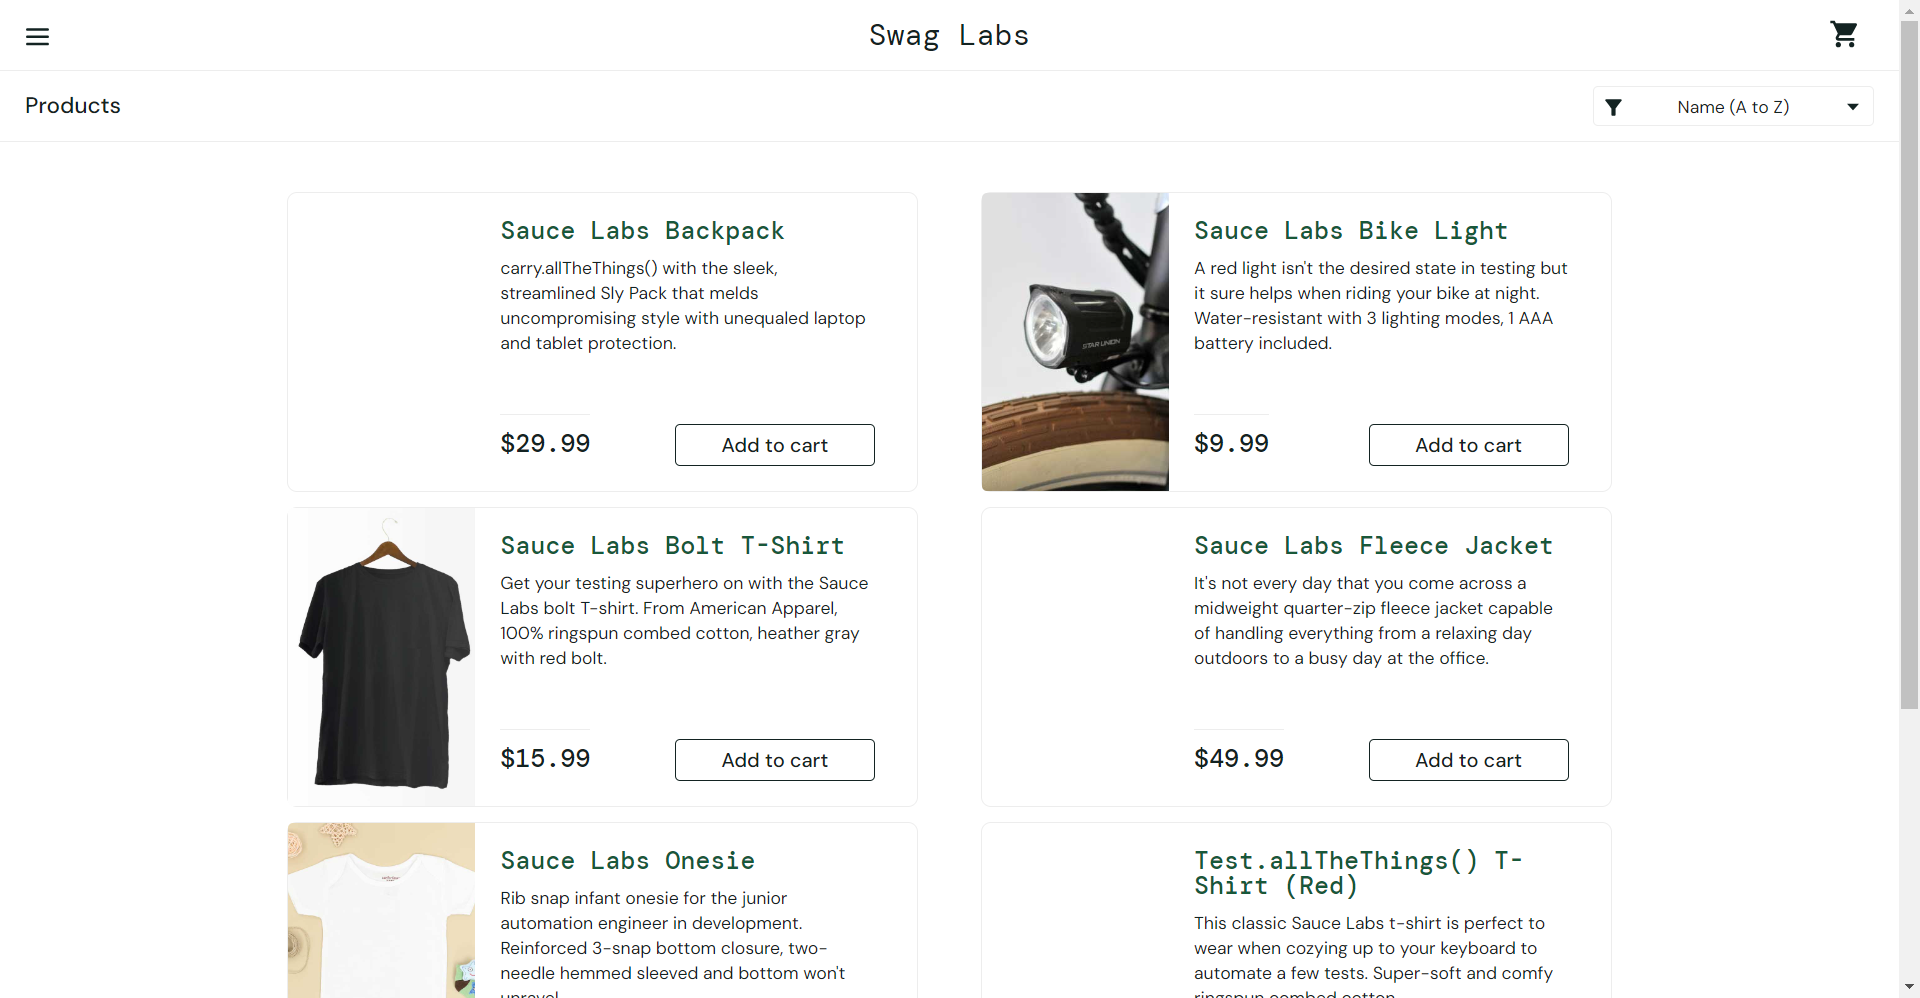 Swag Labs
Products
Name (A to Z)
Sauce Labs Backpack
carry.allTheThings() with the sleek,
streamlined Sly Pack that melds
uncompromising style with unequaled laptop
and tablet protection.
$29.99
Add to cart
STAR UNION
Sauce Labs Bike Light
A red light isn't the desired state in testing but
it sure helps when riding your bike at night.
Water-resistant with 3 lighting modes, 1 AAA
battery included.
$9.99
Add to cart
Sauce Labs Bolt T-Shirt
Get your testing superhero on with the Sauce
Labs bolt T-shirt. From American Apparel,
100% ringspun combed cotton, heather gray
with red bolt.
$15.99
Add to cart
Sauce Labs Fleece Jacket
It's not every day that you come across a
midweight quarter-zip fleece jacket capable
of handling everything from a relaxing day
outdoors to a busy day at the office.
$49.99
Add to cart
Sauce Labs Onesie
Rib snap infant onesie for the junior
automation engineer in development.
Reinforced 3-snap bottom closure, two-
needle hemmed sleeved and bottom won't
unravel.
Test.allTheThings() T-
Shirt (Red)
This classic Sauce Labs t-shirt is perfect to
wear when cozying up to your keyboard to
automate a few tests. Super-soft and comfy
ringspun combed cotton.